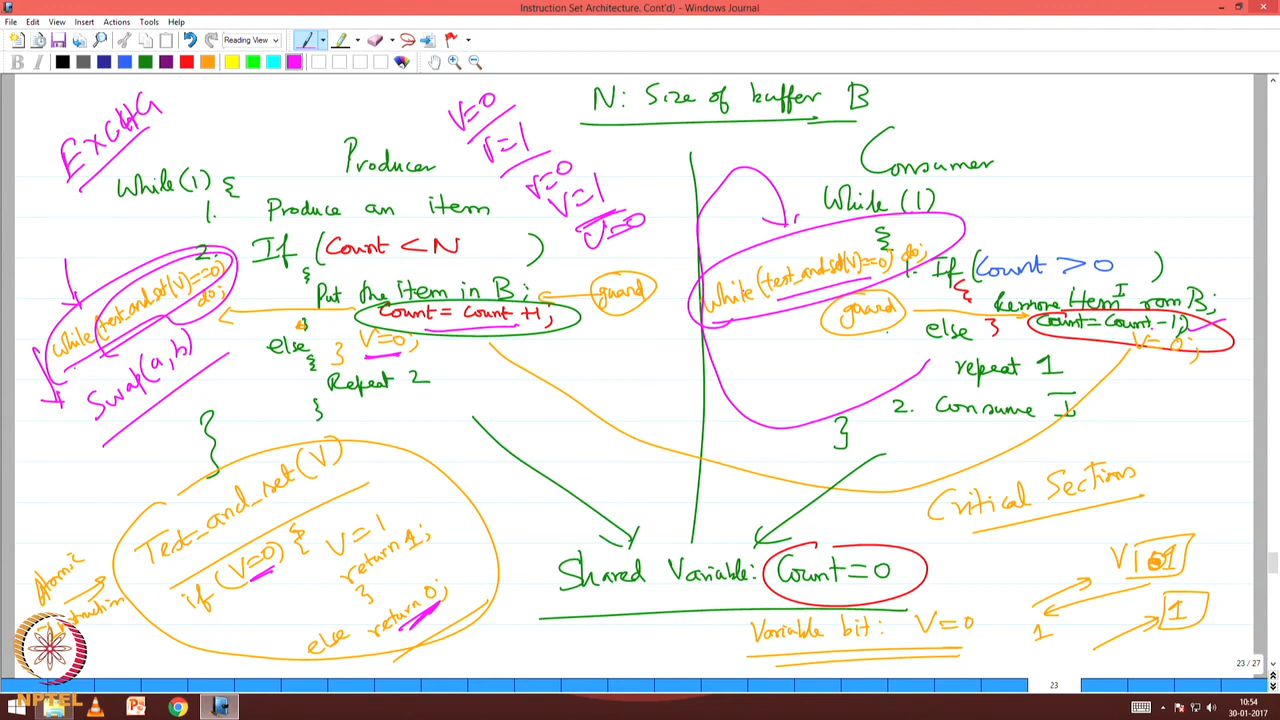 Instruction Set Architecture. Cont'd) - Windows Journal
File Edit View Insert Actions Tools Help
Reading View
B I
N: Size of buffer B
EXCHG
V=0
V=1
V=0
V=1
V=0
Producer
While(1) {
1. Produce an item
2. If (Count < N )
{
Put the item in B;
guard
Count = Count + 1;
while(test_and_set(V)==0)
do;
Swap(a,b)
else } V=0;
{
Repeat 2
}
}
Consumer
While (1)
{
while(test_and_set(V)==0) do;
guard
1. If (Count > 0 )
{
Remove item I from B;
Count = Count - 1;
V = 0;
else }
repeat 1
2. Consume I
}
Critical Sections
Atomic
Instruction
Test_and_set(V)
if (V=0) {
V=1
return 1;
}
else return 0;
Shared Variable: Count=0
Variable bit: V=0
V
1
1
1
23 / 27
23
NPTEL
10:54
30-01-2017